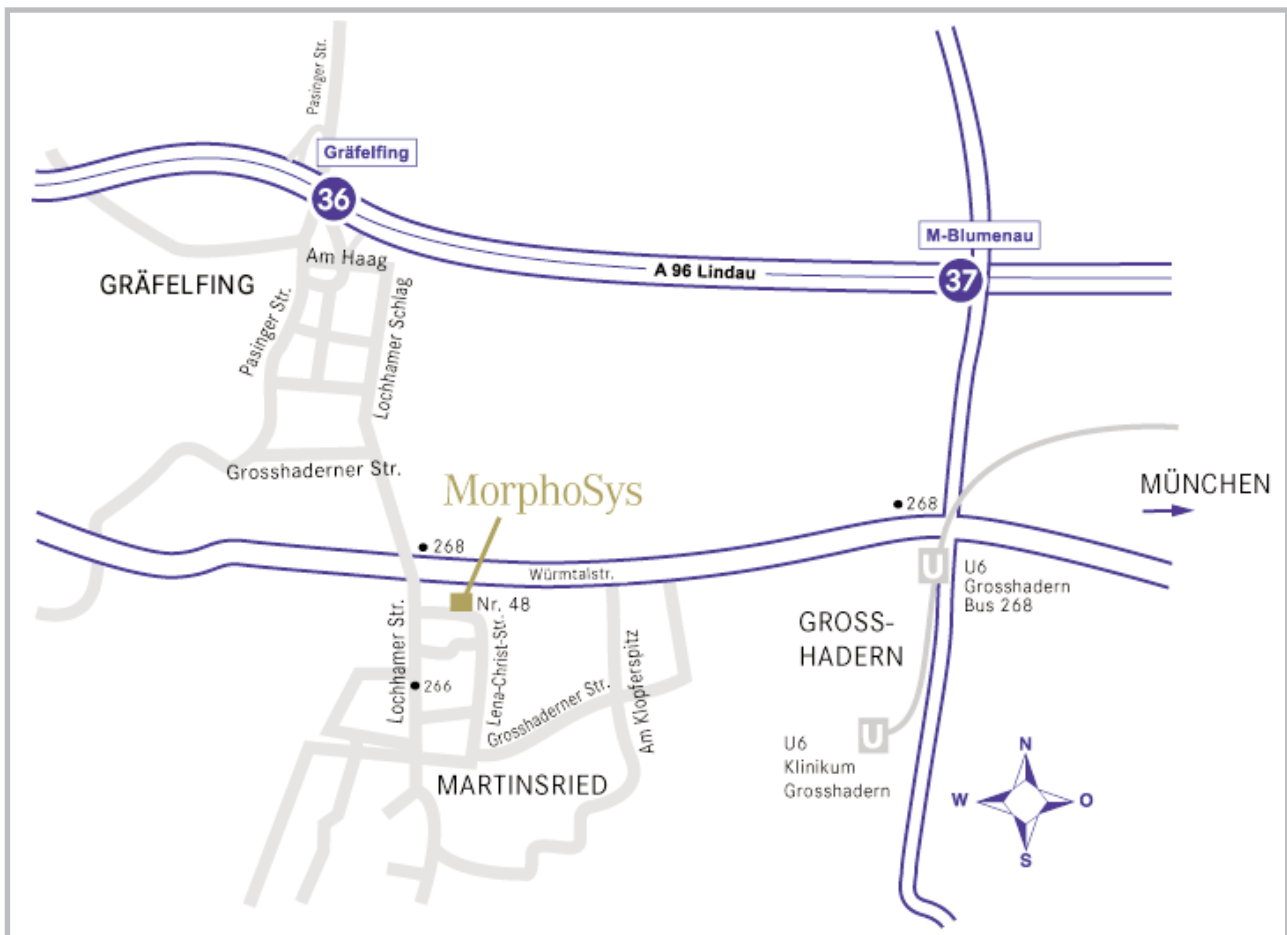 Pasinger Str.
Gräfelfing
36
M-Blumenau
Am Haag
A 96 Lindau
37
GRÄFELFING
Pasinger Str.
Lochhamer Schlag
Grosshaderner Str.
MorphoSys
MÜNCHEN
268
268
Würmtalstr.
U
U6
Grosshadern
Bus 268
Nr. 48
Lochhamer Str.
266
Lena-Christ-Str.
Grosshaderner Str.
Am Klopferspitz
GROSS-
HADERN
U
U6
Klinikum
Grosshadern
MARTINSRIED
N
W
O
S